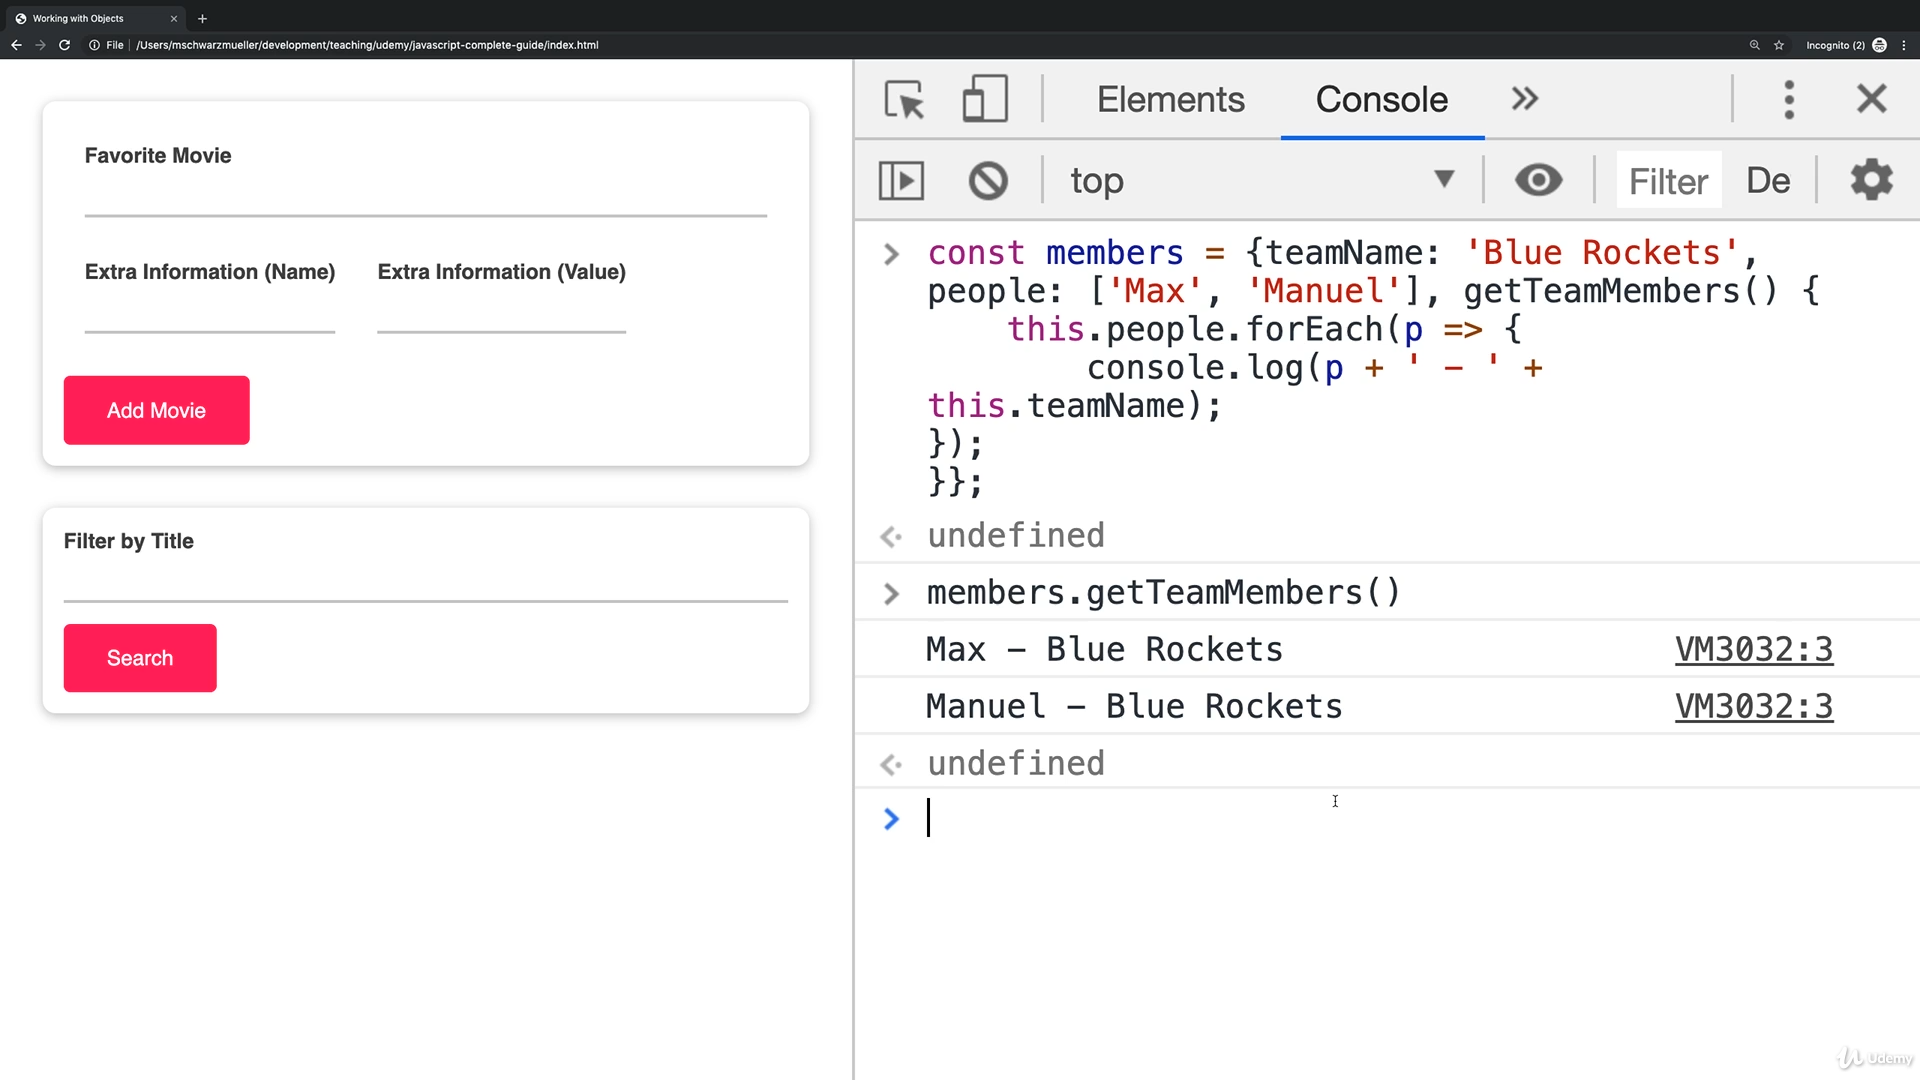 Working with Objects
File /Users/mschwarzmueller/development/teaching/udemy/javascript-complete-guide/index.html
Incognito (2)
Favorite Movie
Extra Information (Name) Extra Information (Value)
Add Movie
Filter by Title
Search
Elements Console
top Filter De
const members = {teamName: 'Blue Rockets',
people: ['Max', 'Manuel'], getTeamMembers() {
this.people.forEach(p => {
console.log(p + ' - ' +
this.teamName);
});
}};
undefined
members.getTeamMembers()
Max - Blue Rockets VM3032:3
Manuel - Blue Rockets VM3032:3
undefined
Udemy